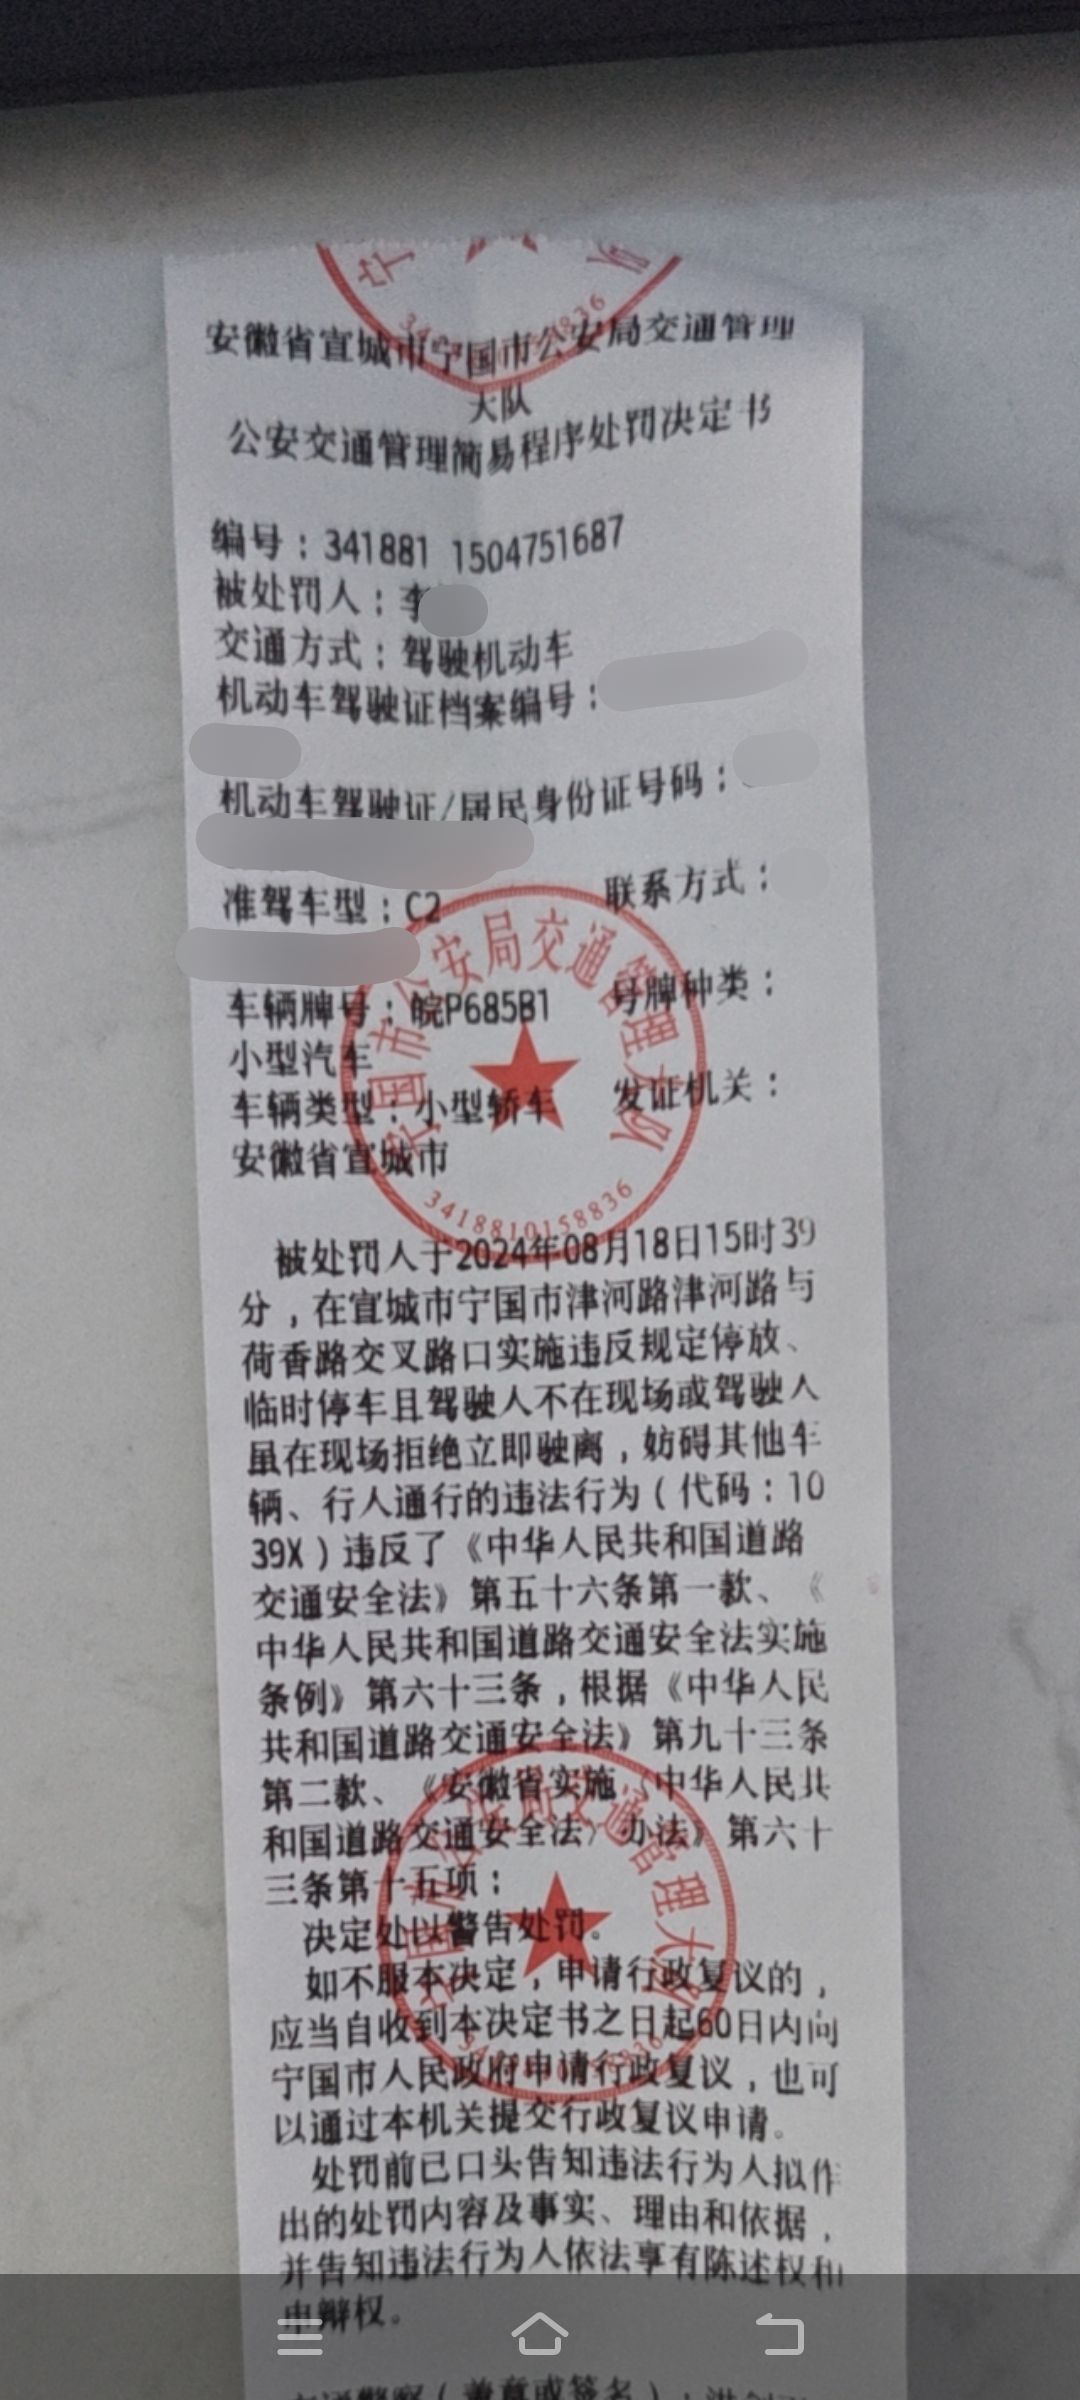 安徽省宣城市宁国市公安局交通管理
大队
公安交通管理简易程序处罚决定书
编号：341881 1504751687
被处罚人：李
交通方式：驾驶机动车
机动车驾驶证档案编号：
机动车驾驶证/居民身份证号码：
准驾车型：C2 联系方式：
车辆牌号：皖P685B1 号牌种类：
小型汽车
车辆类型：小型轿车 发证机关：
安徽省宣城市
宁国市公安局交通管理大队
3418810158836
被处罚人于2024年08月18日15时39
分，在宣城市宁国市津河路津河路与
荷香路交叉路口实施违反规定停放、
临时停车且驾驶人不在现场或驾驶人
虽在现场拒绝立即驶离，妨碍其他车
辆、行人通行的违法行为（代码：10
39X）违反了《中华人民共和国道路
交通安全法》第五十六条第一款、《
中华人民共和国道路交通安全法实施
条例》第六十三条，根据《中华人民
共和国道路交通安全法》第九十三条
第二款、《安徽省实施〈中华人民共
和国道路交通安全法〉办法》第六十
三条第十五项；
决定处以警告处罚。
如不服本决定，申请行政复议的，
应当自收到本决定书之日起60日内向
宁国市人民政府申请行政复议，也可
以通过本机关提交行政复议申请。
处罚前已口头告知违法行为人拟作
出的处罚内容及事实、理由和依据，
并告知违法行为人依法享有陈述权和
申辩权。